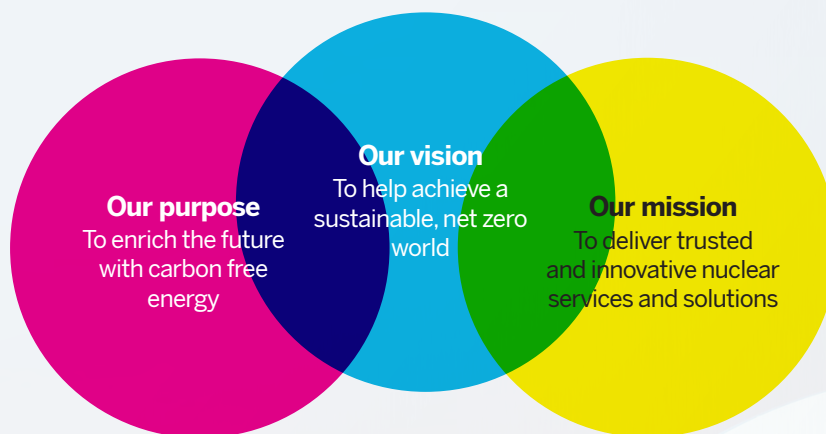 Our purpose
To enrich the future
with carbon free
energy
Our vision
To help achieve a
sustainable, net zero
world
Our mission
To deliver trusted
and innovative nuclear
services and solutions